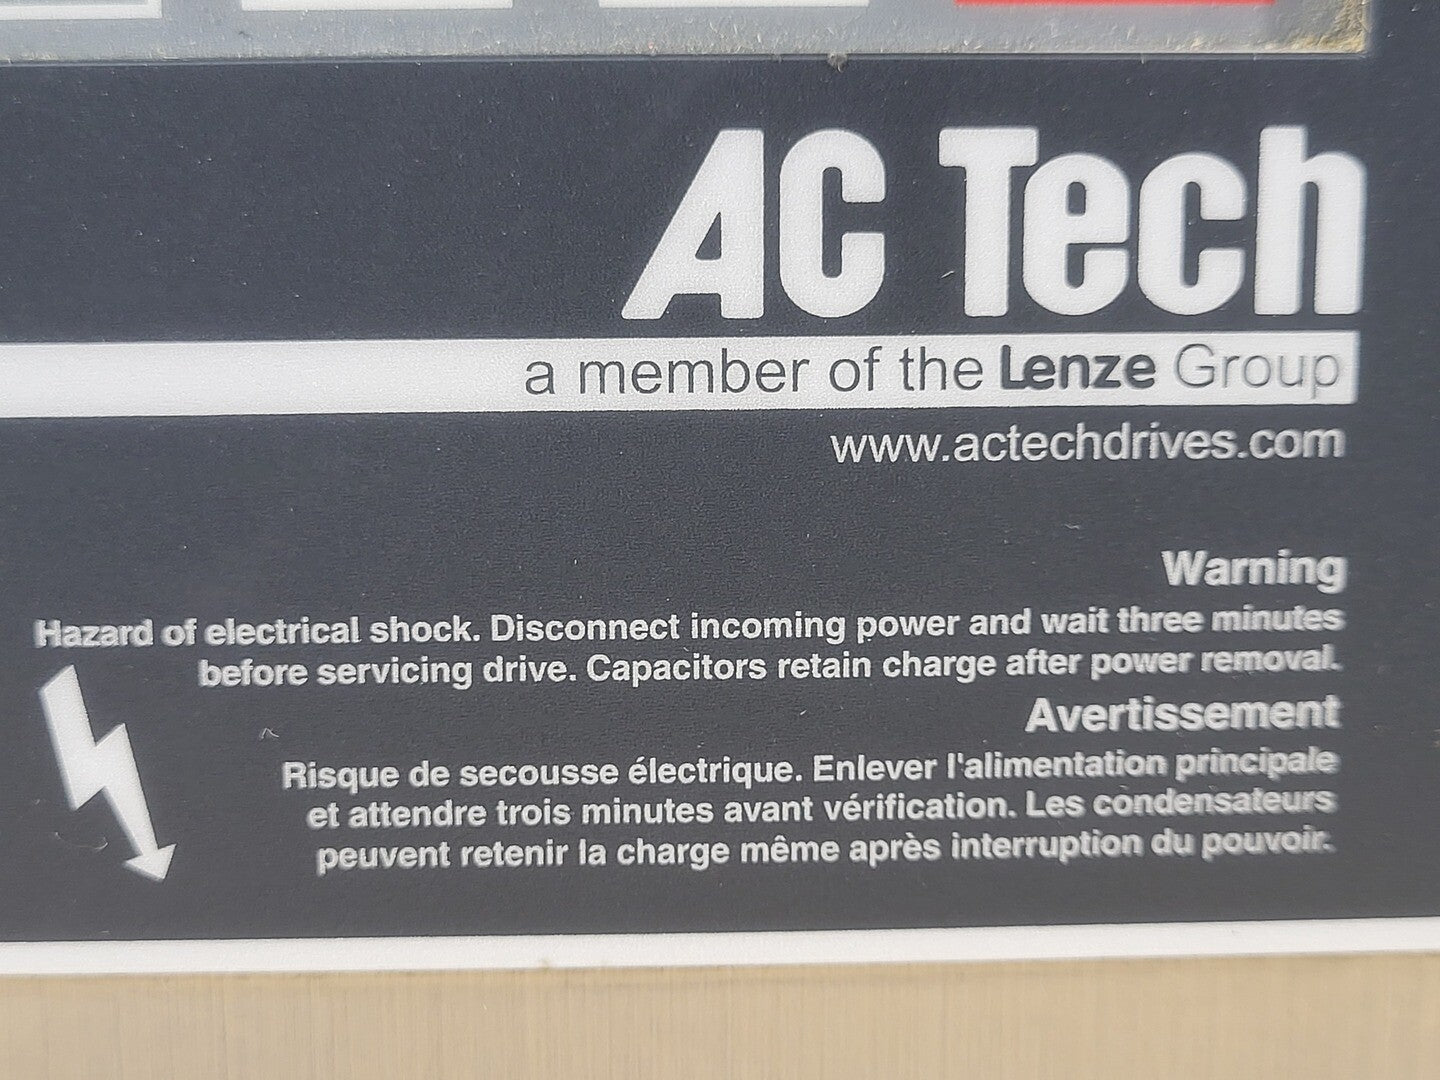 AC Tech
a member of the Lenze Group
www.actechdrives.com
Warning
Hazard of electrical shock. Disconnect incoming power and wait three minutes
before servicing drive. Capacitors retain charge after power removal.
Avertissement
Risque de secousse électrique. Enlever l'alimentation principale
et attendre trois minutes avant vérification. Les condensateurs
peuvent retenir la charge même après interruption du pouvoir.